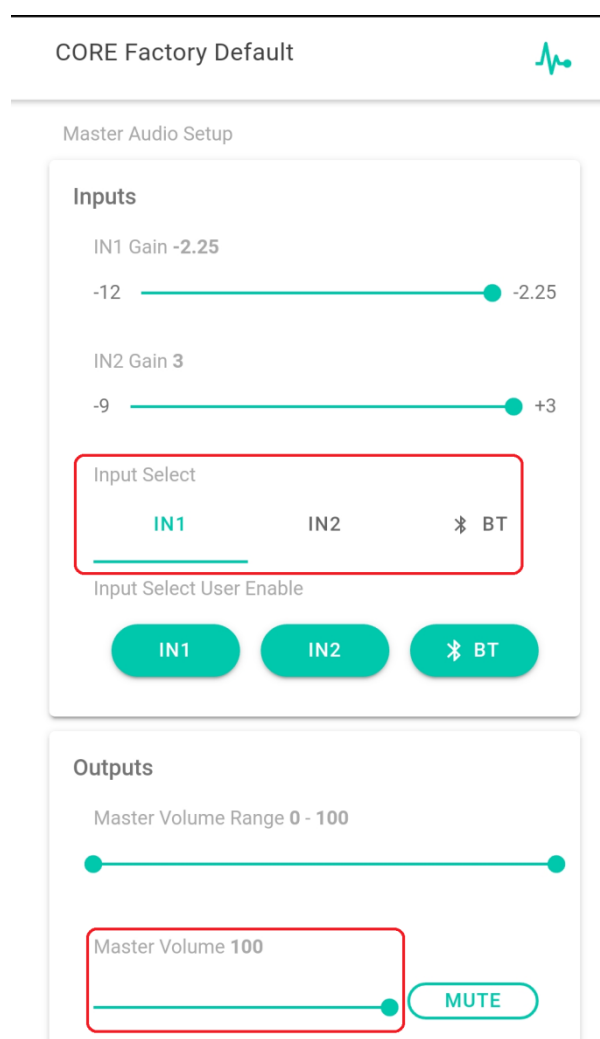 CORE Factory Default
Master Audio Setup
Inputs
IN1 Gain -2.25
-12 -2.25
IN2 Gain 3
-9 +3
Input Select
IN1 IN2 BT
Input Select User Enable
IN1 IN2 BT
Outputs
Master Volume Range 0 - 100
Master Volume 100
MUTE